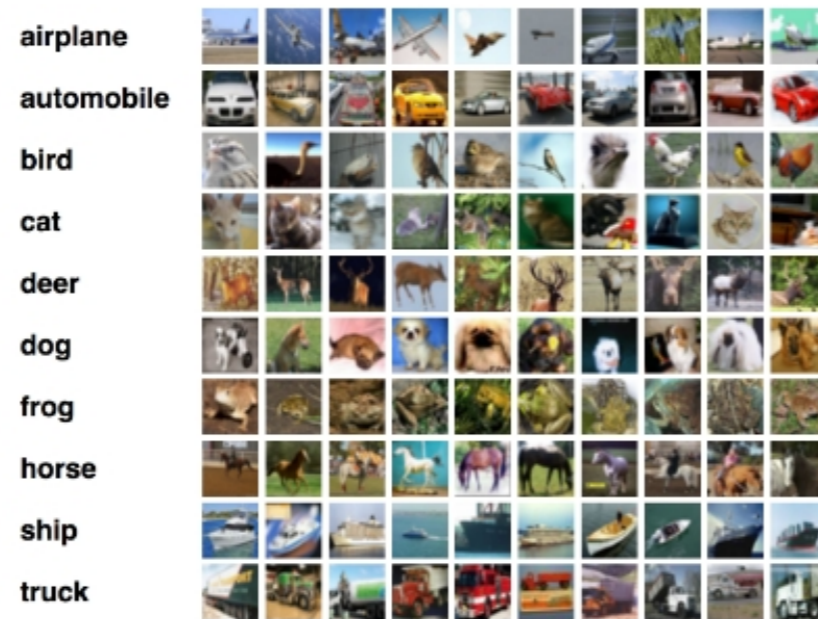 airplane
automobile
bird
cat
deer
dog
frog
horse
ship
truck